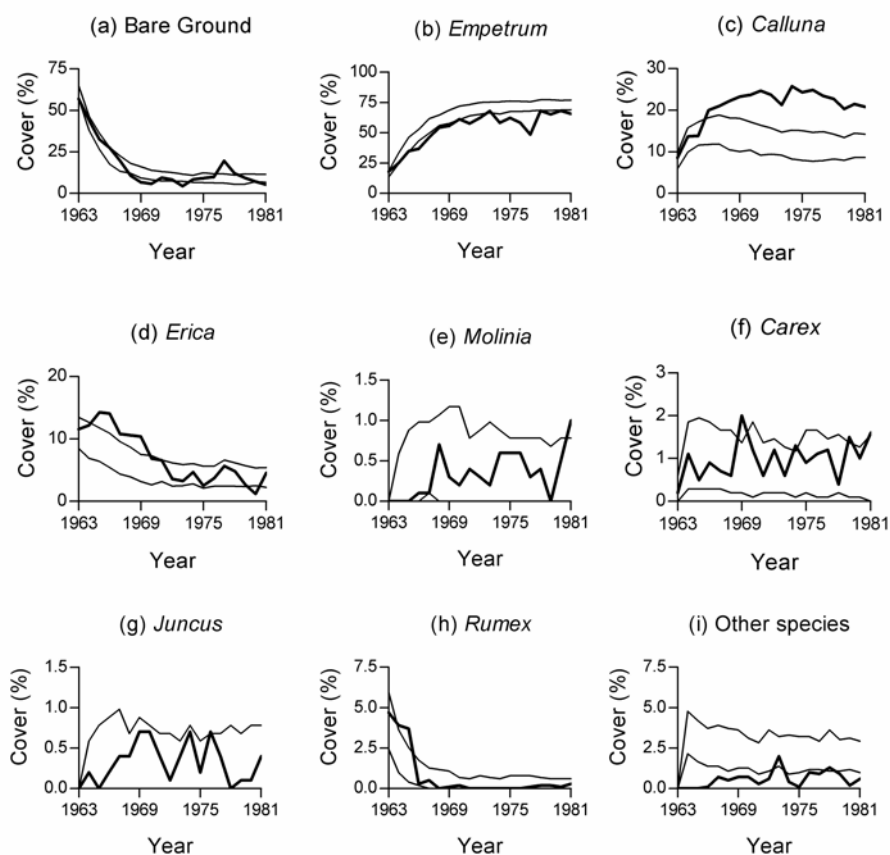 (a) Bare Ground
(b) Empetrum
(c) Calluna
Cover (%)
75
50
25
0
1963 1969 1975 1981
Year
Cover (%)
100
75
50
25
0
1963 1969 1975 1981
Year
Cover (%)
30
20
10
0
1963 1969 1975 1981
Year
(d) Erica
(e) Molinia
(f) Carex
Cover (%)
20
10
0
1963 1969 1975 1981
Year
Cover (%)
1.5
1.0
0.5
0.0
1963 1969 1975 1981
Year
Cover (%)
3
2
1
0
1963 1969 1975 1981
Year
(g) Juncus
(h) Rumex
(i) Other species
Cover (%)
1.5
1.0
0.5
0.0
1963 1969 1975 1981
Year
Cover (%)
7.5
5.0
2.5
0.0
1963 1969 1975 1981
Year
Cover (%)
7.5
5.0
2.5
0.0
1963 1969 1975 1981
Year